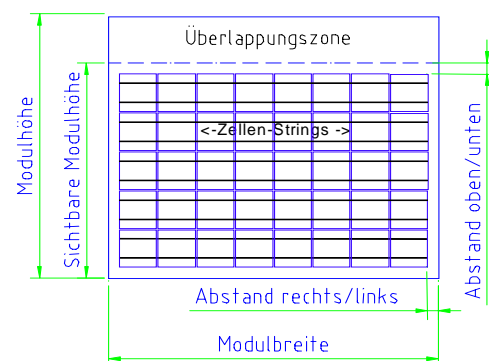 Überlappungszone
<-Zellen-Strings ->
Modulhöhe
Sichtbare Modulhöhe
Abstand oben/unten
Abstand rechts/links
Modulbreite